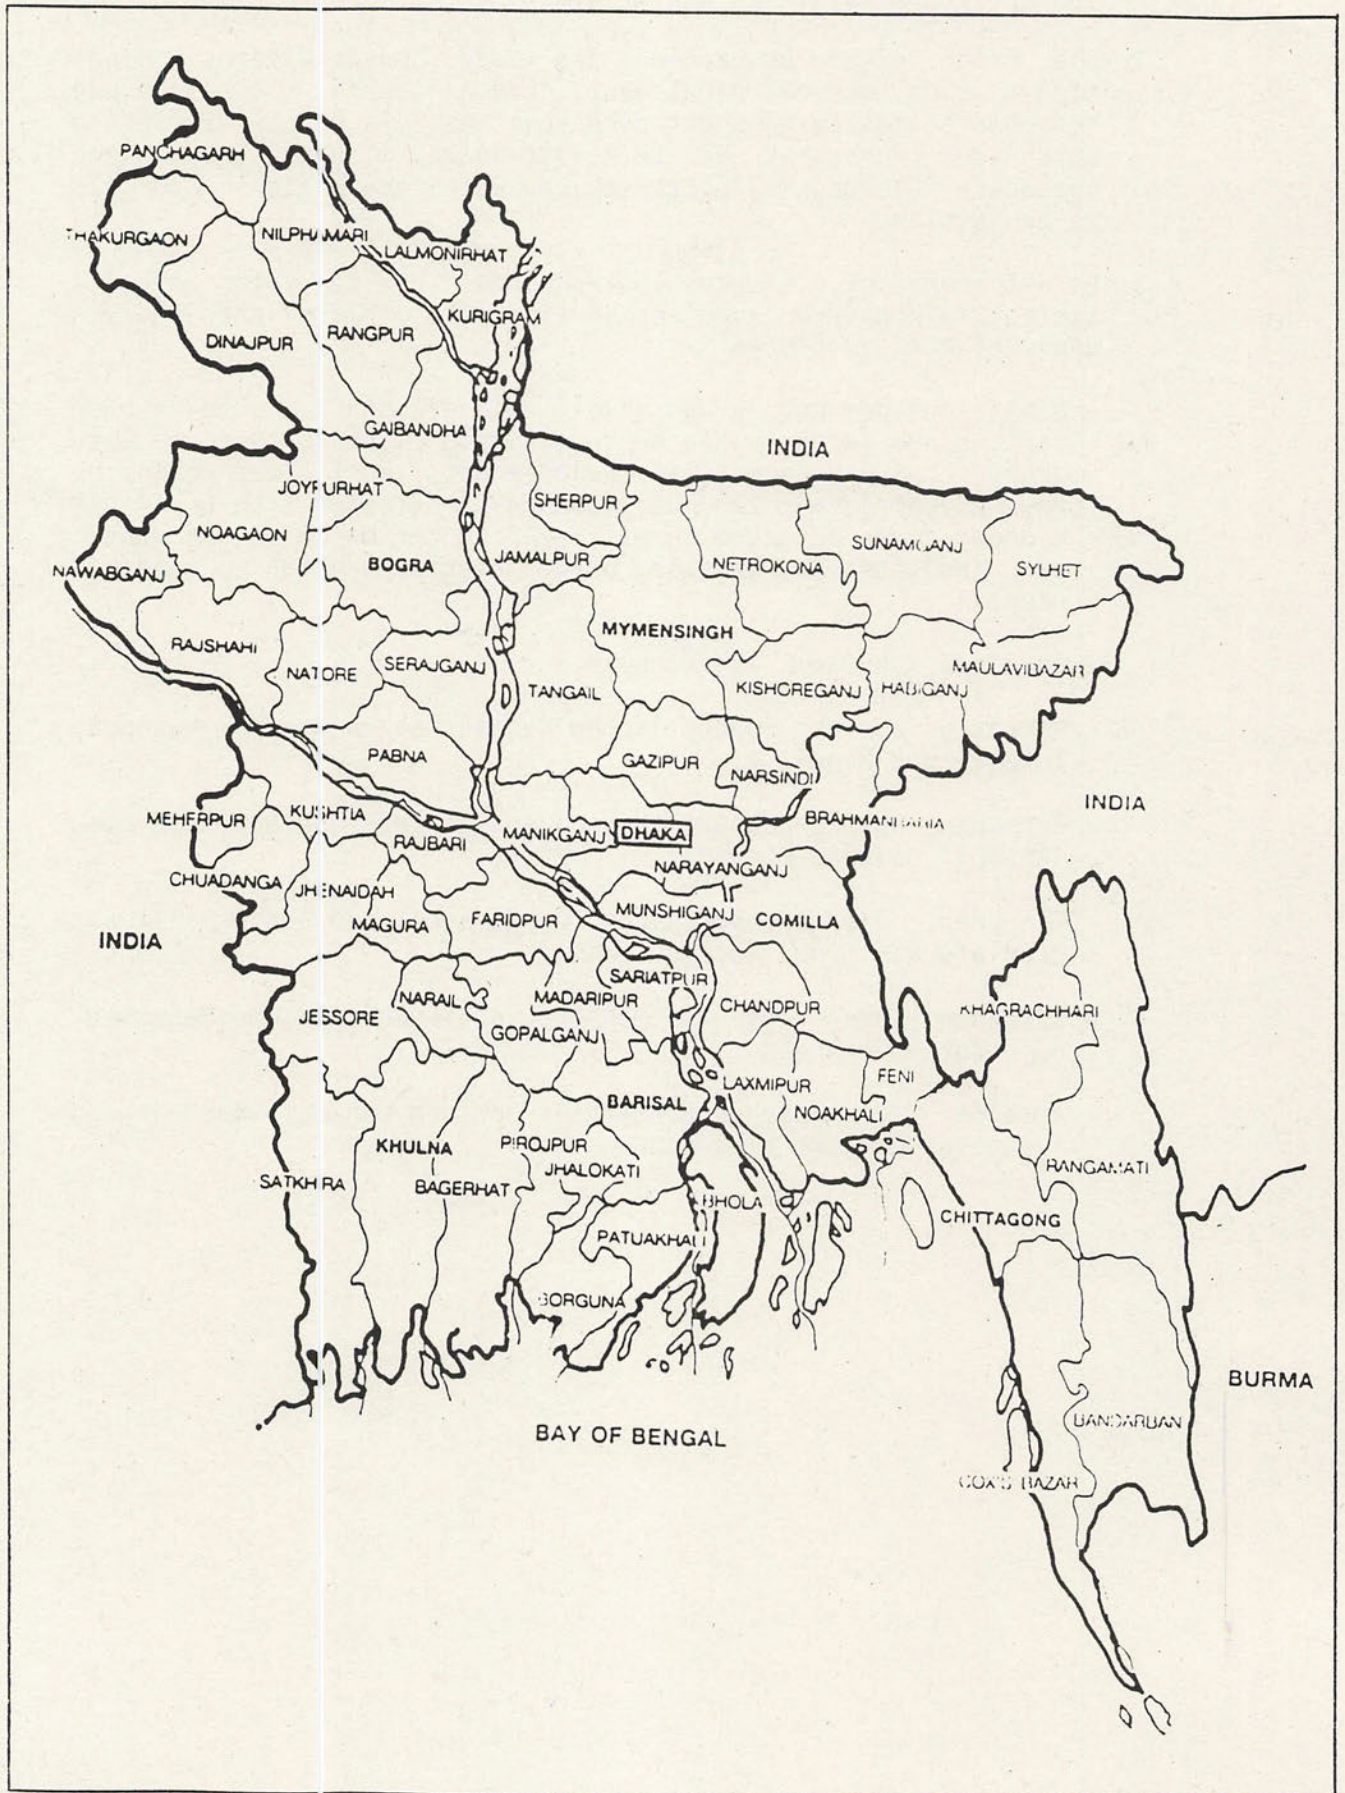 PANCHAGARH
THAKURGAON
NILPHAMARI
LALMONIRHAT
KURIGRAM
DINAJPUR
RANGPUR
GAIBANDHA
INDIA
JOYPURHAT
SHERPUR
NOAGAON
BOGRA
JAMALPUR
NETROKONA
SUNAMGANJ
SYLHET
NAWABGANJ
MYMENSINGH
RAJSHAHI
NATORE
SERAJGANJ
TANGAIL
KISHOREGANJ
HABIGANJ
MAULAVIBAZAR
PABNA
GAZIPUR
NARSINDI
INDIA
MEHERPUR
KUSHTIA
RAJBARI
MANIKGANJ
DHAKA
BRAHMANBARIA
NARAYANGANJ
CHUADANGA
JHENAIDAH
MAGURA
FARIDPUR
MUNSHIGANJ
COMILLA
INDIA
SARIATPUR
NARAIL
MADARIPUR
CHANDPUR
KHAGRACHHARI
JESSORE
GOPALGANJ
LAXMIPUR
FENI
BARISAL
NOAKHALI
KHULNA
PIROJPUR
JHALOKATI
RANGAMATI
SATKHIRA
BAGERHAT
BHOLA
CHITTAGONG
PATUAKHALI
BORGUNA
BURMA
BANDARBAN
BAY OF BENGAL
COX'S BAZAR